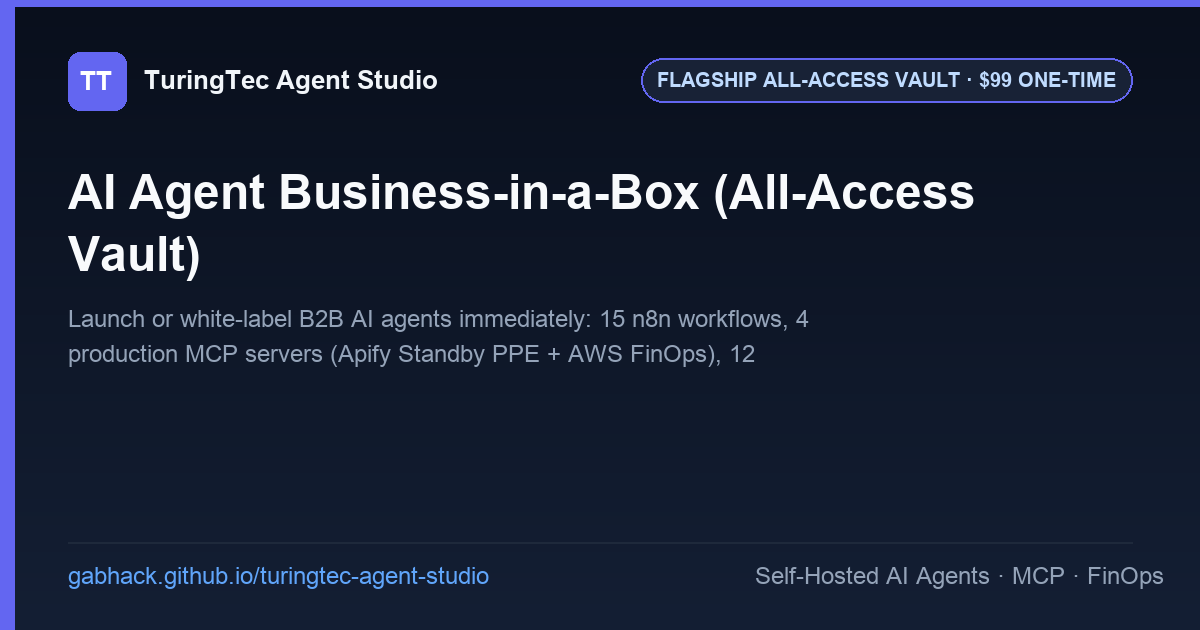 TT
TuringTec Agent Studio
FLAGSHIP ALL-ACCESS VAULT · $99 ONE-TIME
AI Agent Business-in-a-Box (All-Access
Vault)
Launch or white-label B2B AI agents immediately: 15 n8n workflows, 4
production MCP servers (Apify Standby PPE + AWS FinOps), 12
gabhack.github.io/turingtec-agent-studio
Self-Hosted AI Agents · MCP · FinOps